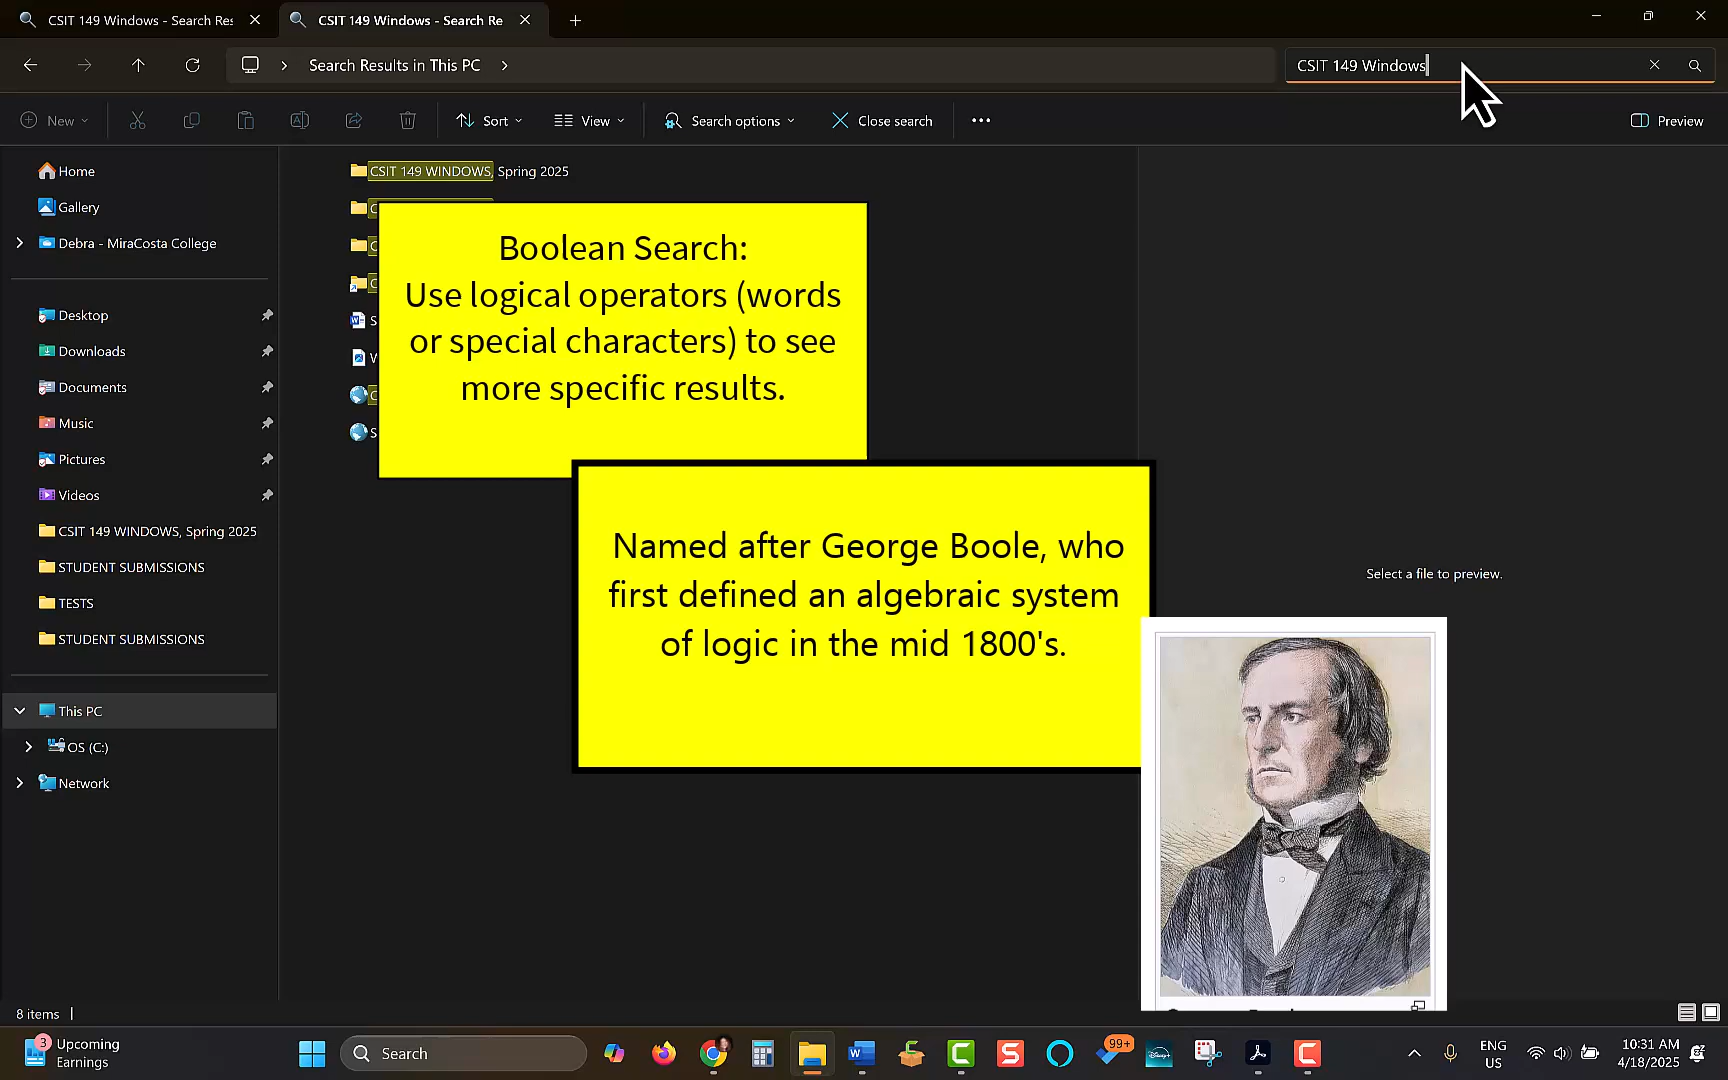 CSIT 149 Windows - Search Res
CSIT 149 Windows - Search Re
Search Results in This PC
CSIT 149 Windows
New
Sort
View
Search options
Close search
Preview
Home
Gallery
Debra - MiraCosta College
Desktop
Downloads
Documents
Music
Pictures
Videos
CSIT 149 WINDOWS, Spring 2025
STUDENT SUBMISSIONS
TESTS
STUDENT SUBMISSIONS
This PC
OS (C:)
Network
CSIT 149 WINDOWS, Spring 2025
Boolean Search:
Use logical operators (words
or special characters) to see
more specific results.
Named after George Boole, who
first defined an algebraic system
of logic in the mid 1800's.
Select a file to preview.
8 items
3
Upcoming
Earnings
Search
99+
Disney+
ENG
US
10:31 AM
4/18/2025